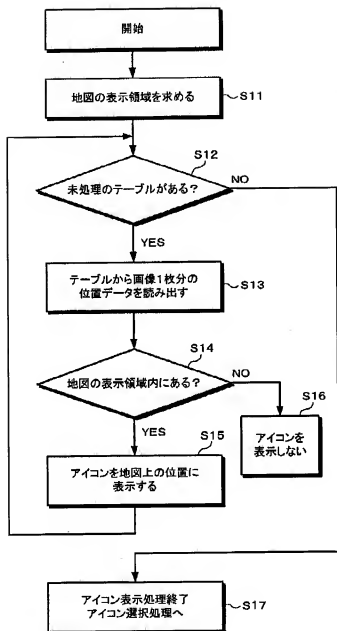 開始
地図の表示領域を求める
S11
S12
未処理のテーブルがある?
NO
YES
テーブルから画像1枚分の
位置データを読み出す
S13
S14
地図の表示領域内にある?
NO
YES
S15
S16
アイコンを地図上の位置に
表示する
アイコンを
表示しない
アイコン表示処理終了
アイコン選択処理へ
S17